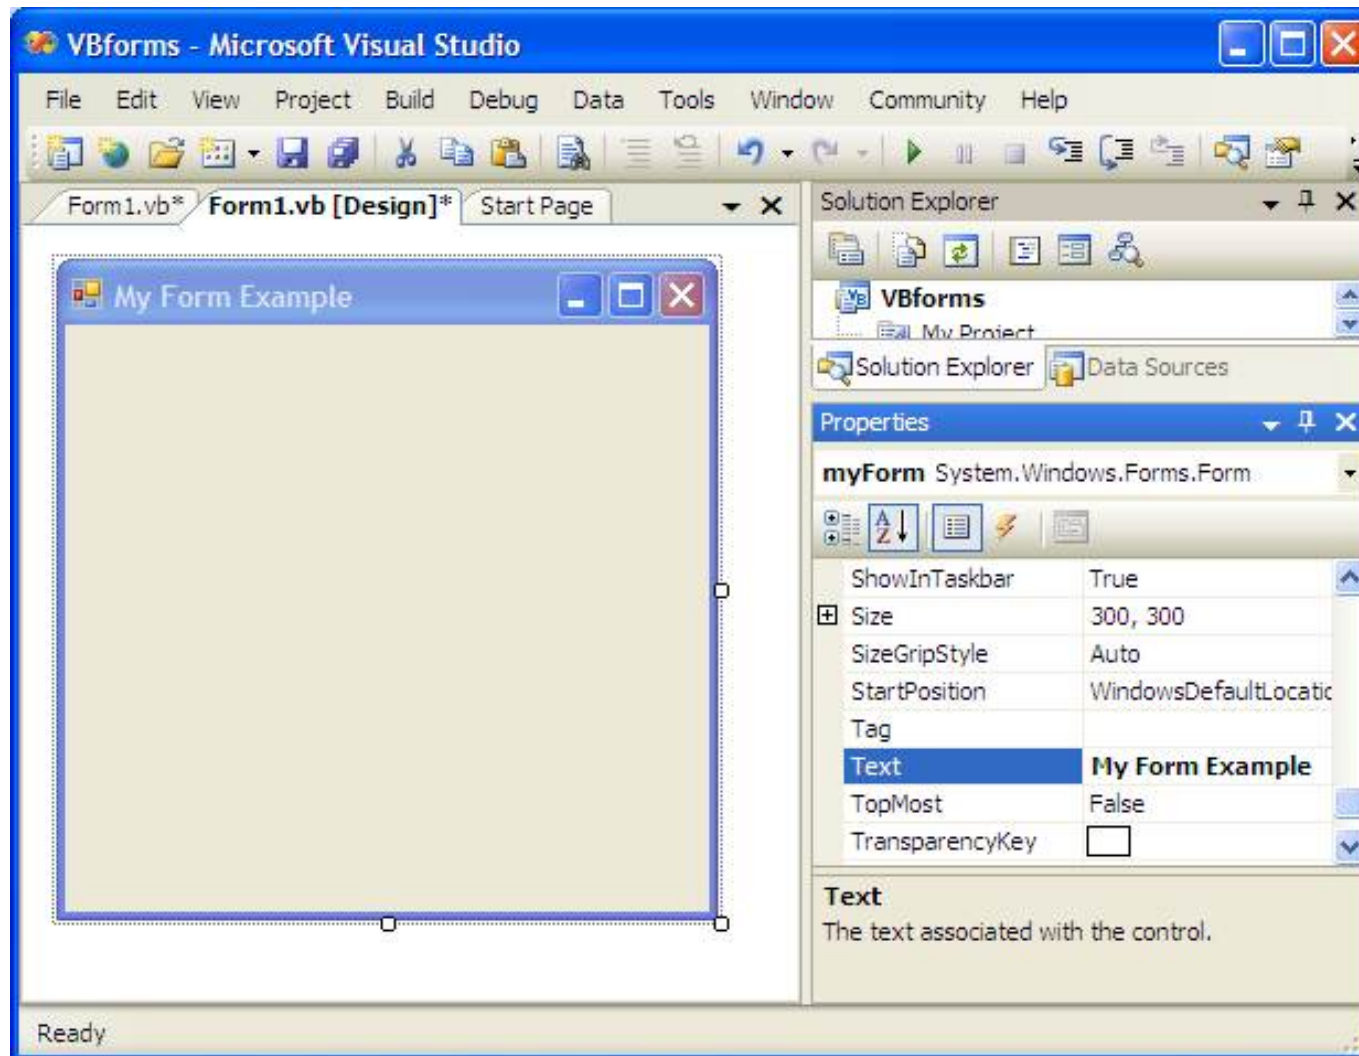 VBforms - Microsoft Visual Studio
File Edit View Project Build Debug Data Tools Window Community Help
Form1.vb* Form1.vb [Design]* Start Page
My Form Example
Solution Explorer
VBforms
My Project
Solution Explorer Data Sources
Properties
myForm System.Windows.Forms.Form
ShowInTaskbar True
Size 300, 300
SizeGripStyle Auto
StartPosition WindowsDefaultLocatio
Tag
Text My Form Example
TopMost False
TransparencyKey
Text
The text associated with the control.
Ready